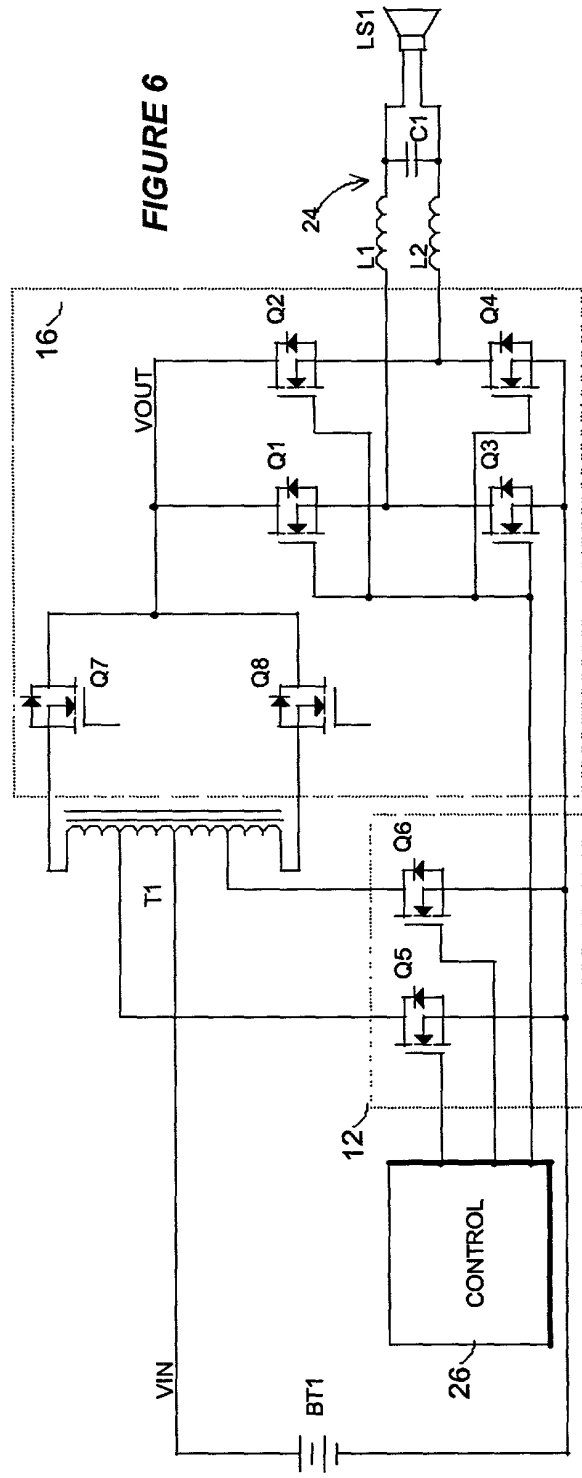 FIGURE 6
16
24
LS1
C1
L1
L2
VOUT
Q2
Q4
Q1
Q3
Q7
Q8
T1
Q6
Q5
12
VIN
BT1
CONTROL
26